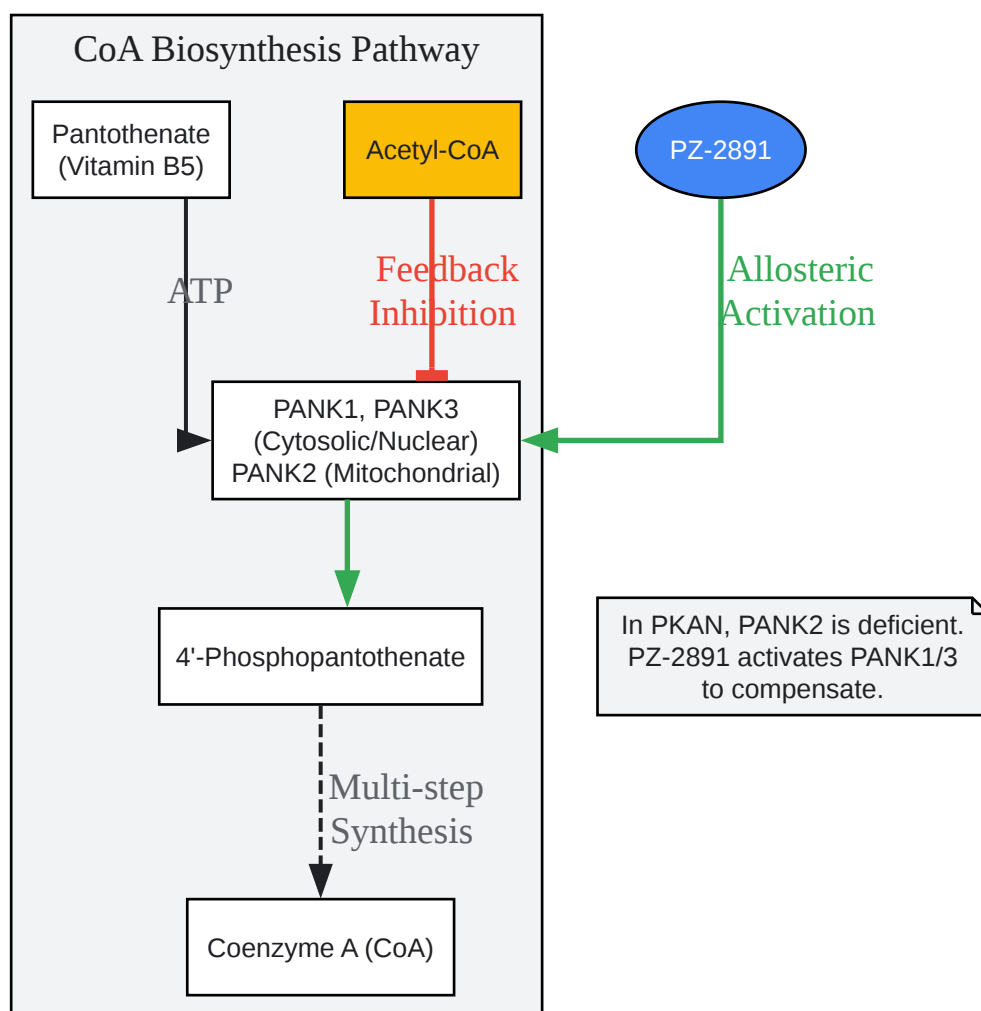 CoA Biosynthesis Pathway
Pantothenate
(Vitamin B5)
Acetyl-CoA
PZ-2891
ATP
Feedback
Inhibition
Allosteric
Activation
PANK1, PANK3
(Cytosolic/Nuclear)
PANK2 (Mitochondrial)
4'-Phosphopantothenate
In PKAN, PANK2 is deficient.
PZ-2891 activates PANK1/3
to compensate.
Multi-step
Synthesis
Coenzyme A (CoA)